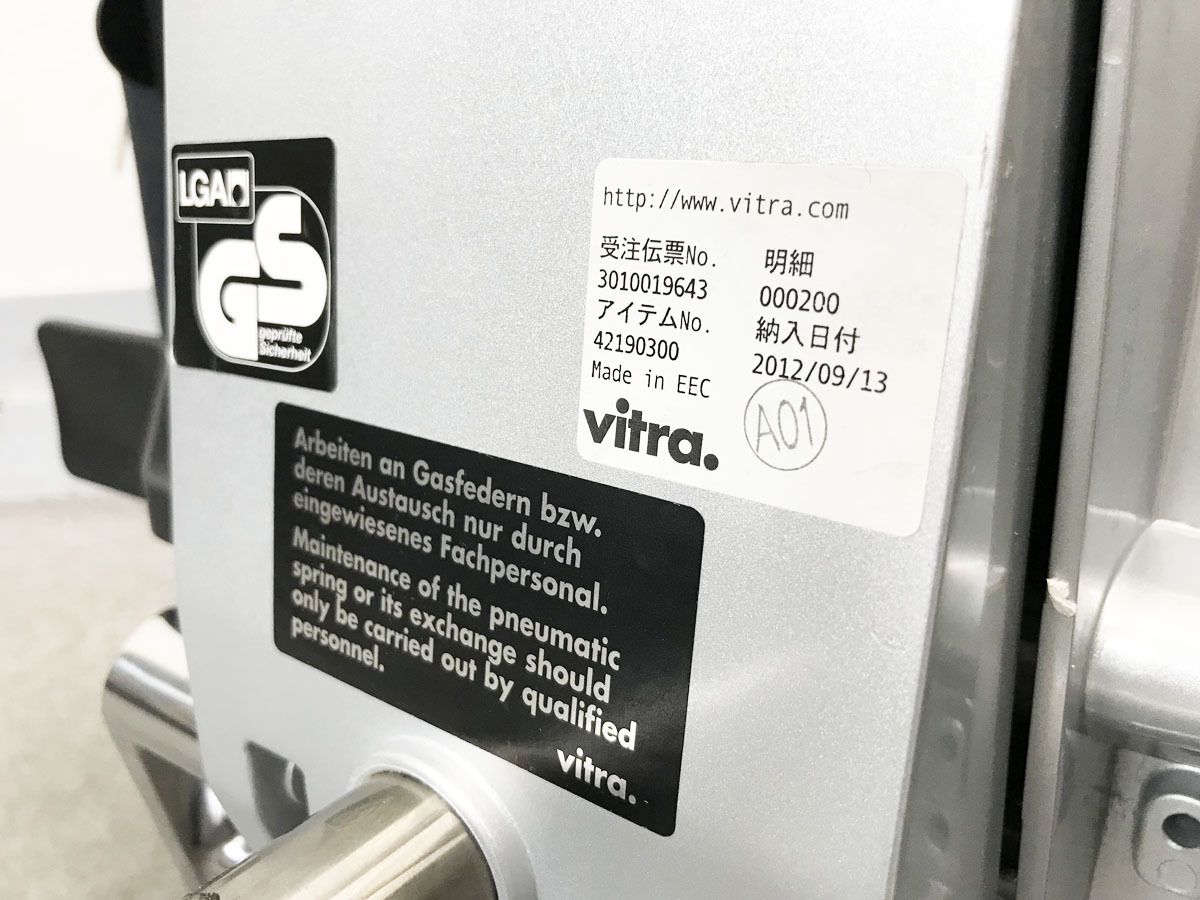 LGA
GS
geprüfte
Sicherheit
http://www.vitra.com
受注伝票No.
明細
3010019643
000200
アイテムNo.
納入日付
42190300
2012/09/13
Made in EEC
vitra.
A01
Arbeiten an Gasfedern bzw.
deren Austausch nur durch
eingewiesenes Fachpersonal.
Maintenance of the pneumatic
spring or its exchange should
only be carried out by qualified
personnel.
vitra.